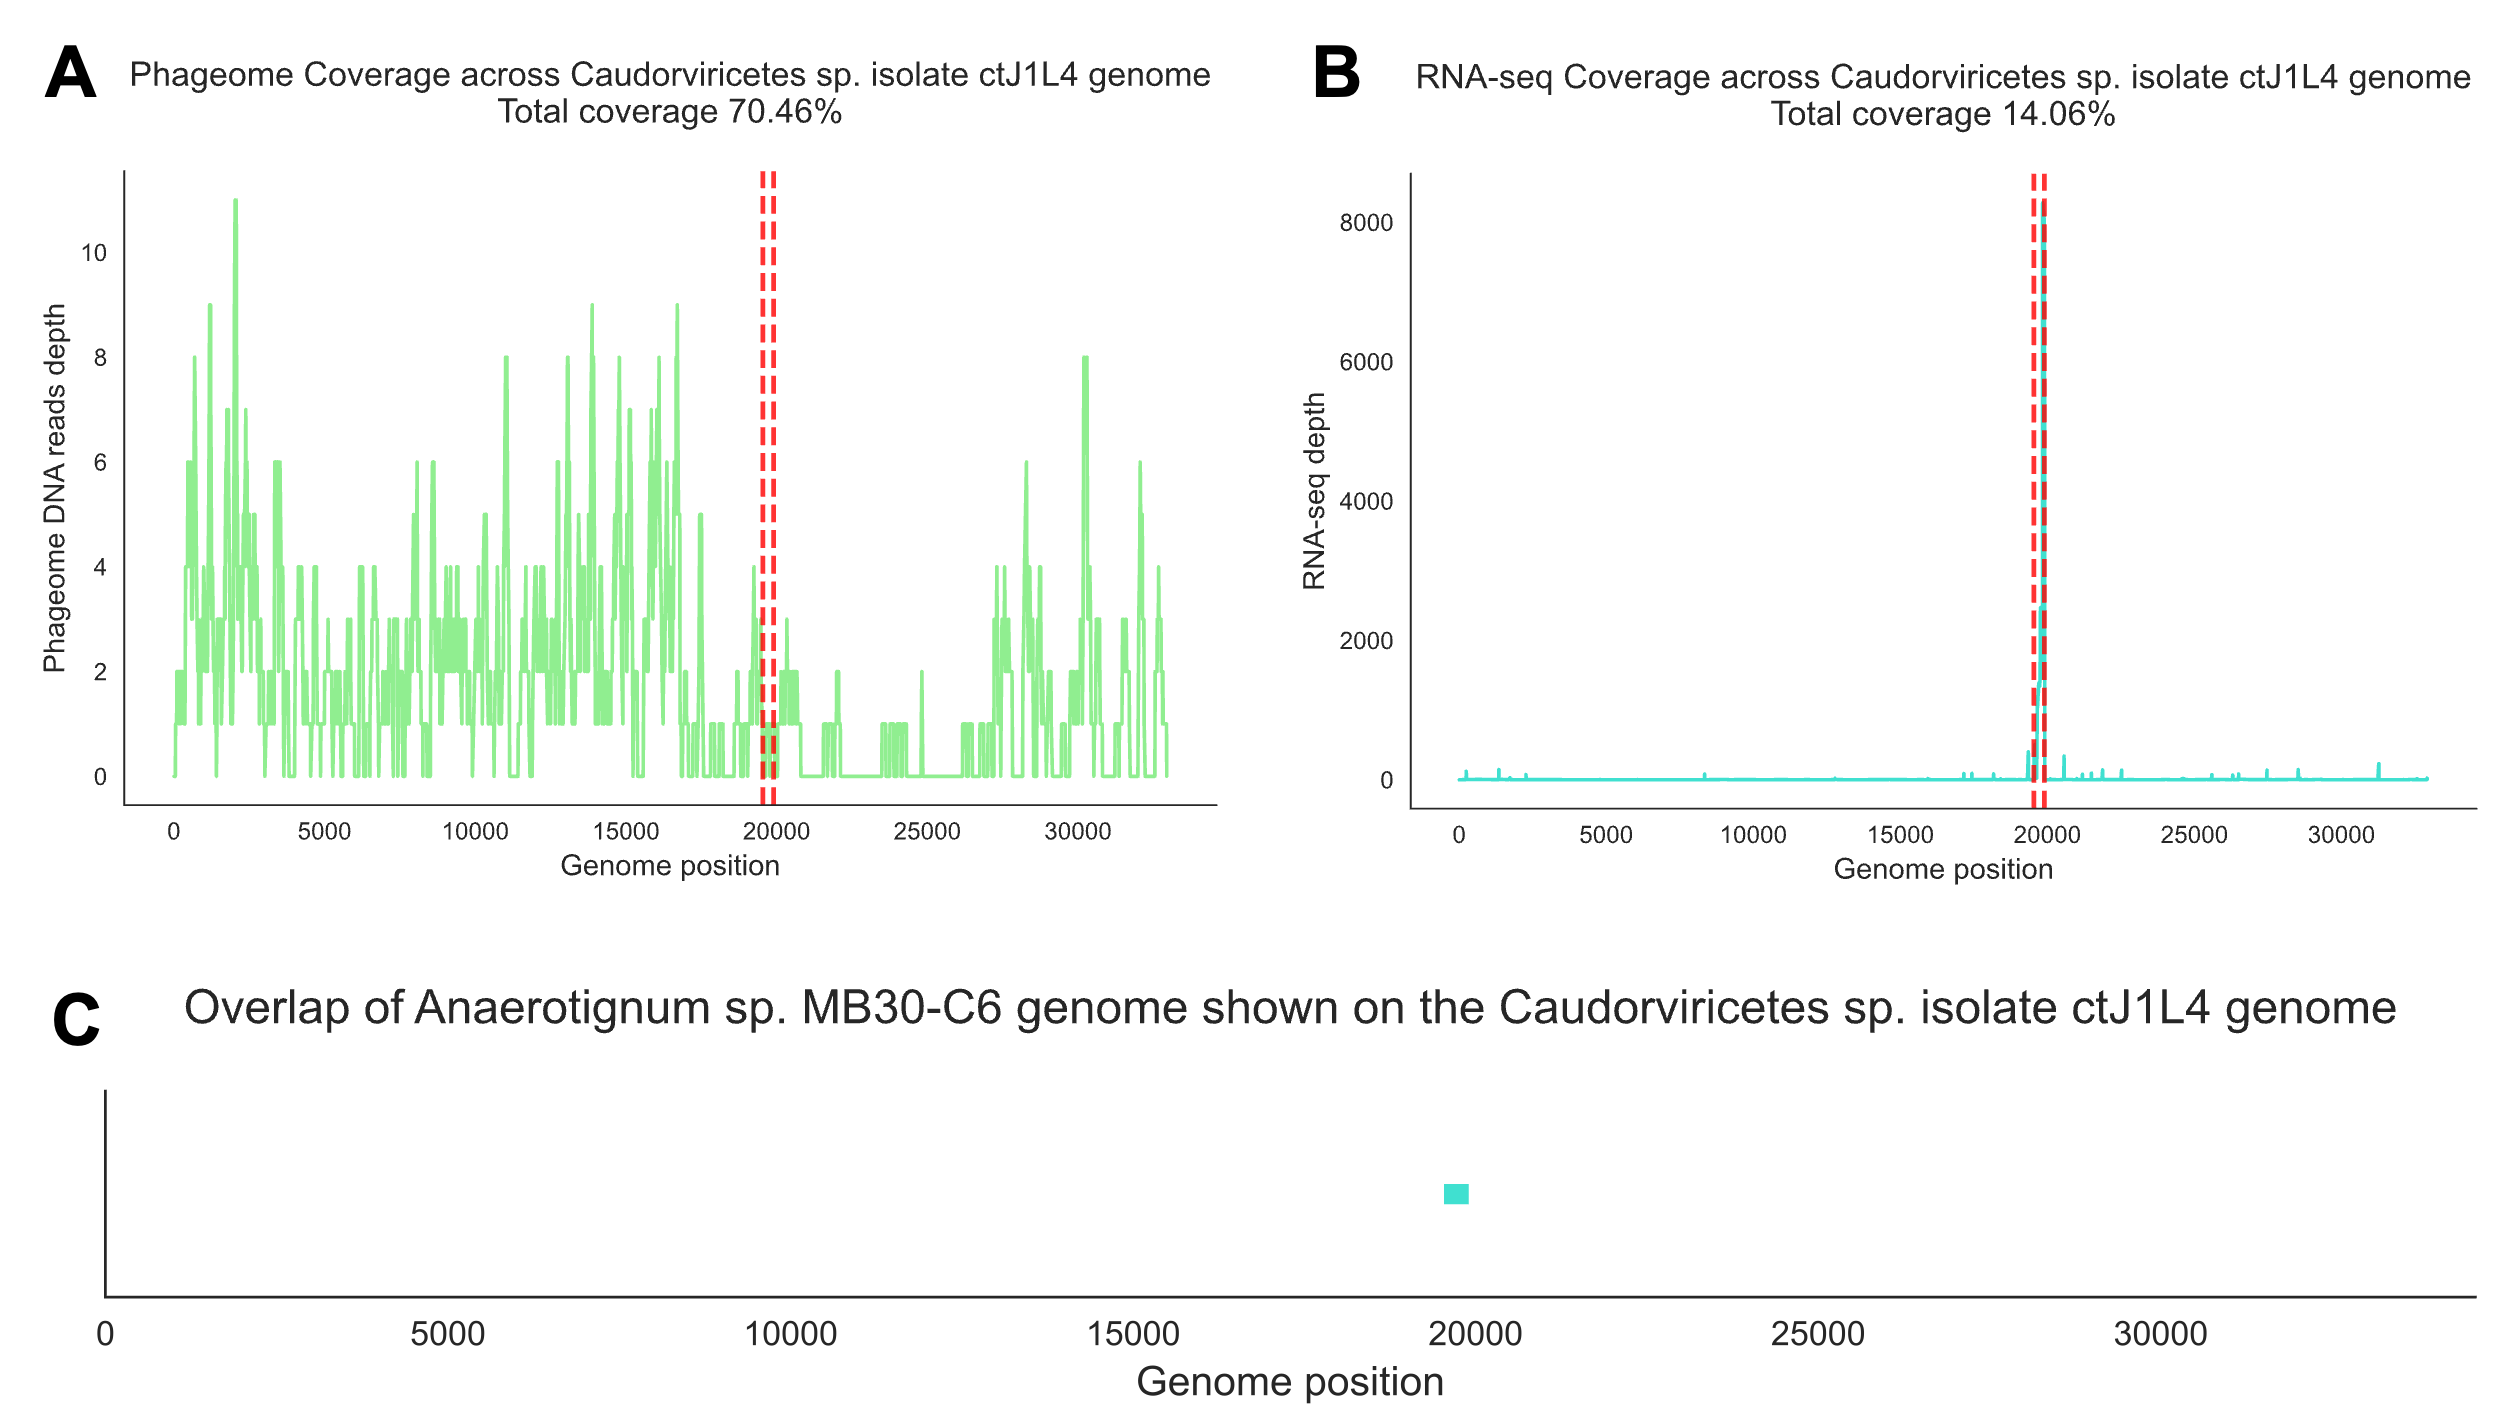 A
Phageome Coverage across Caudorviricetes sp. isolate ctJ1L4 genome
Total coverage 70.46%
Phageome DNA reads depth
10
8
6
4
2
0
0 5000 10000 15000 20000 25000 30000
Genome position
B
RNA-seq Coverage across Caudorviricetes sp. isolate ctJ1L4 genome
Total coverage 14.06%
RNA-seq depth
8000
6000
4000
2000
0
0 5000 10000 15000 20000 25000 30000
Genome position
C
Overlap of Anaerotignum sp. MB30-C6 genome shown on the Caudorviricetes sp. isolate ctJ1L4 genome
0 5000 10000 15000 20000 25000 30000
Genome position